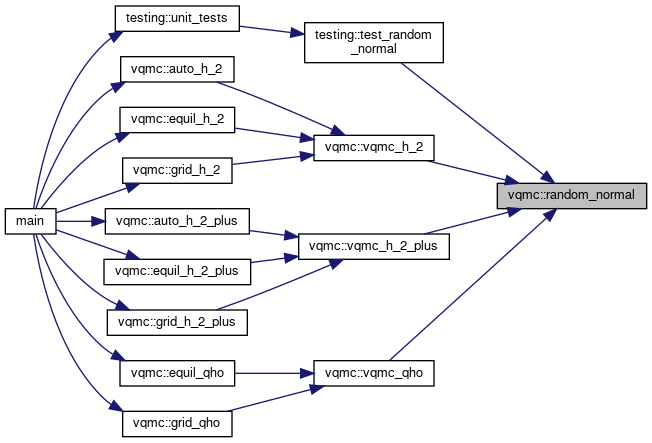 testing::unit_tests
testing::test_random
_normal
vqmc::auto_h_2
vqmc::equil_h_2
vqmc::vqmc_h_2
vqmc::grid_h_2
vqmc::random_normal
main
vqmc::auto_h_2_plus
vqmc::vqmc_h_2_plus
vqmc::equil_h_2_plus
vqmc::grid_h_2_plus
vqmc::equil_qho
vqmc::vqmc_qho
vqmc::grid_qho